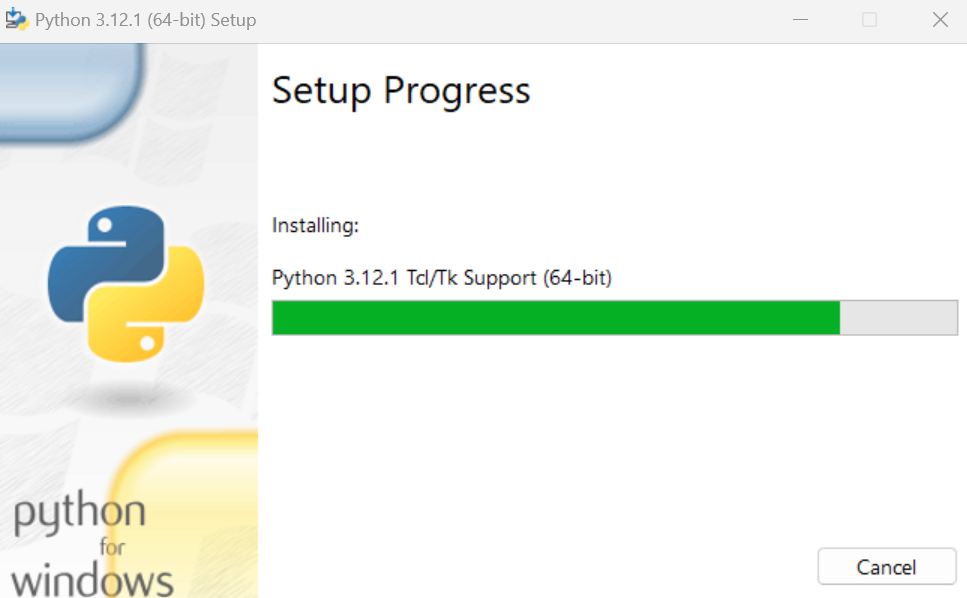 Python 3.12.1 (64-bit) Setup
Setup Progress
Installing:
Python 3.12.1 Tcl/Tk Support (64-bit)
python
for
windows
Cancel